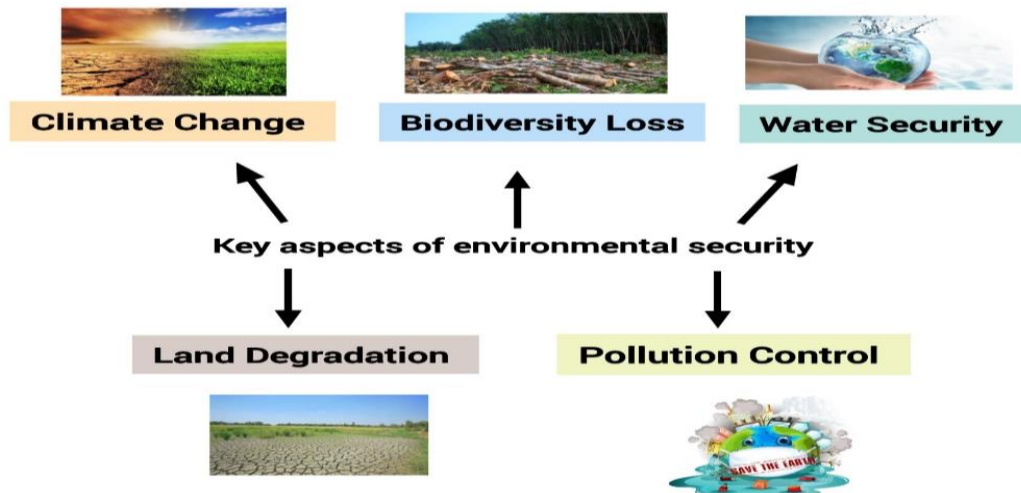 Climate Change
Biodiversity Loss
Water Security
Key aspects of environmental security
Land Degradation
Pollution Control
SAVE THE EARTH